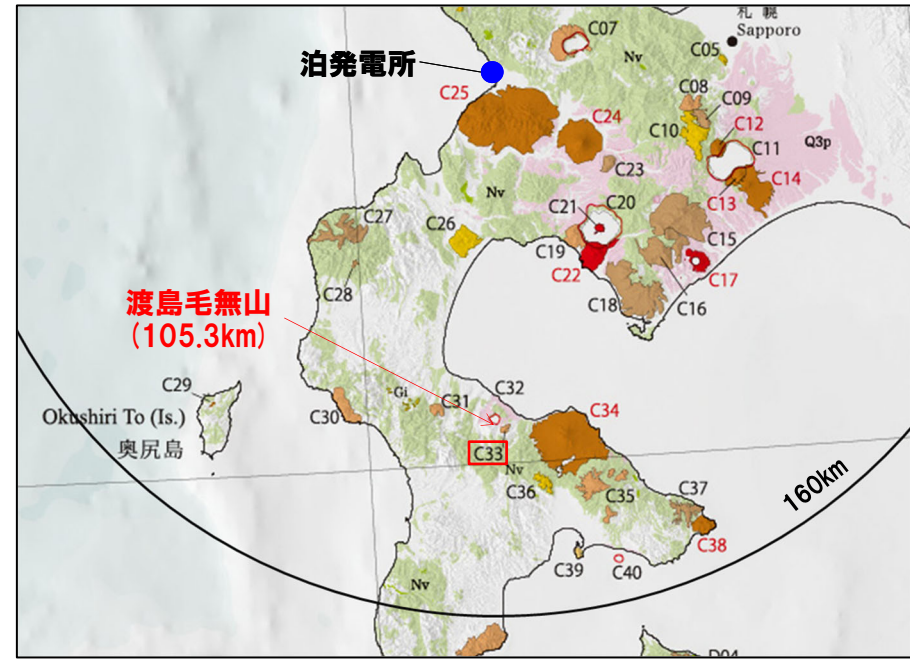 札 幌
Sapporo
C07
Nv
C05
泊発電所
C25
C24
C08
C09
C10
C12
C11
Q3p
C23
C14
C13
Nv
C21
C20
C27
C26
C19
C15
C22
C17
C28
C18
C16
渡島毛無山
(105.3km)
C29
Gi
C32
C31
C34
Okushiri To (Is.)
C30
奥尻島
C33
Nv
C36
C35
C37
160km
C38
C39
C40
Nv
D04